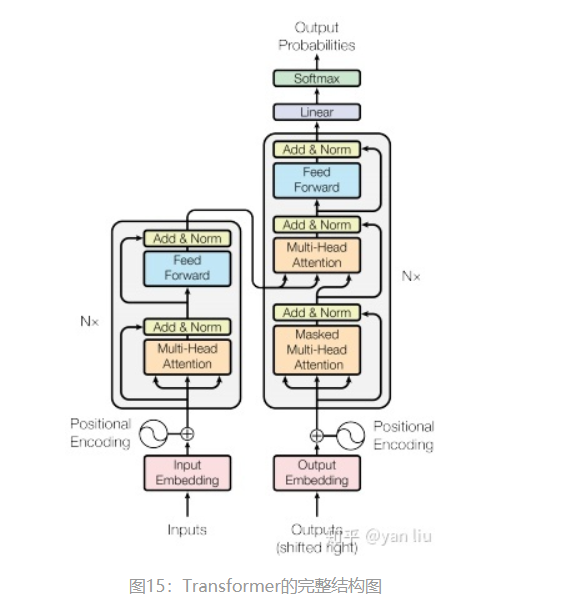 Output
Probabilities
Softmax
Linear
Add & Norm
Feed
Forward
Add & Norm
Multi-Head
Attention
Nx
Add & Norm
Masked
Multi-Head
Attention
Add & Norm
Feed
Forward
Nx
Add & Norm
Multi-Head
Attention
Positional
Encoding
Positional
Encoding
Input
Embedding
Output
Embedding
Inputs
Outputs
(shifted right)
知乎 @yan liu
图15：Transformer的完整结构图